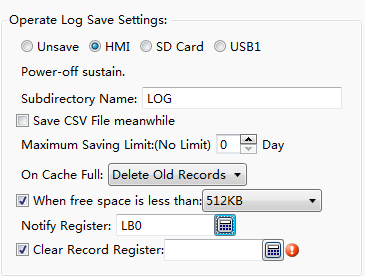 Operate Log Save Settings:
Unsave HMI SD Card USB1
Power-off sustain.
Subdirectory Name: LOG
Save CSV File meanwhile
Maximum Saving Limit:(No Limit) 0 Day
On Cache Full: Delete Old Records
When free space is less than: 512KB
Notify Register: LB0
Clear Record Register: